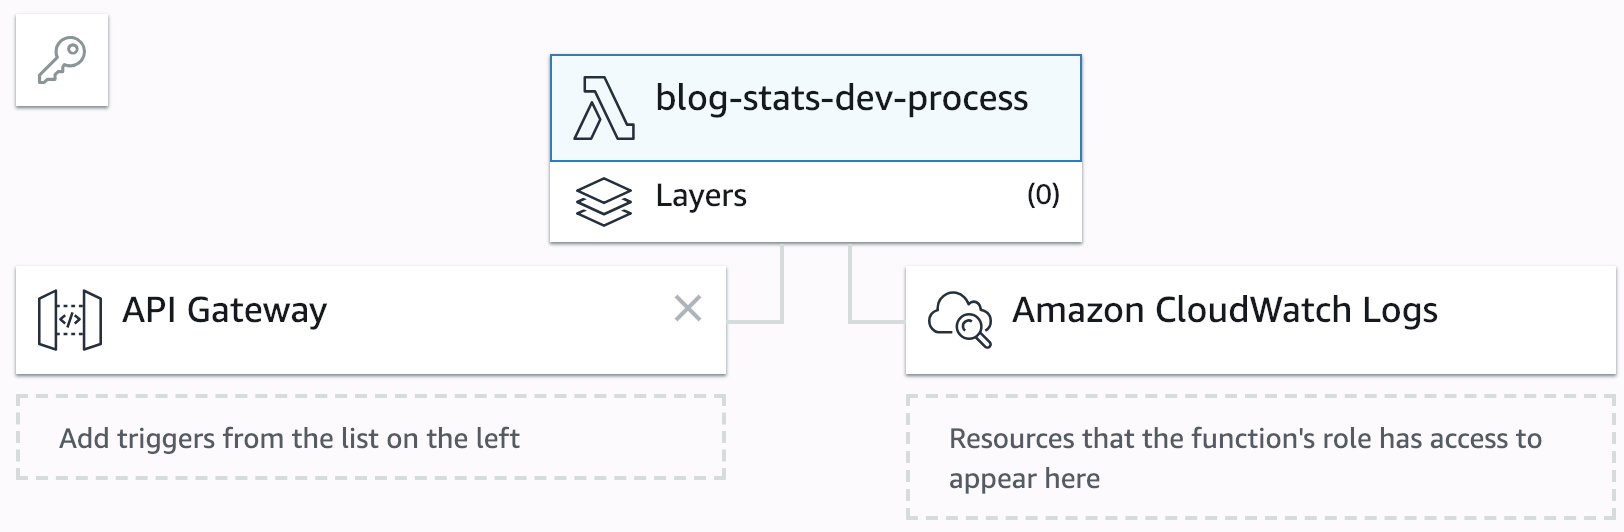 blog-stats-dev-process
Layers (0)
API Gateway
</>
Amazon CloudWatch Logs
Add triggers from the list on the left
Resources that the function's role has access to
appear here